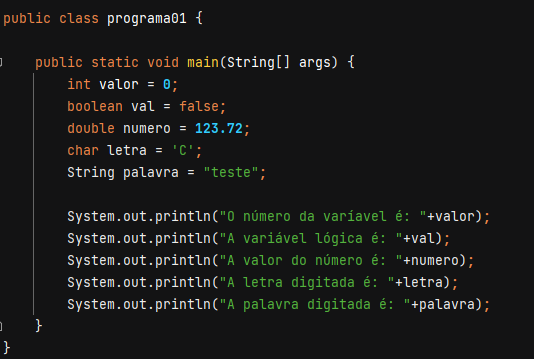 public class programa01 {
public static void main(String[] args) {
int valor = 0;
boolean val = false;
double numero = 123.72;
char letra = 'C';
String palavra = "teste";
System.out.println("O número da varíavel é: "+valor);
System.out.println("A variável lógica é: "+val);
System.out.println("A valor do número é: "+numero);
System.out.println("A letra digitada é: "+letra);
System.out.println("A palavra digitada é: "+palavra);
}
}